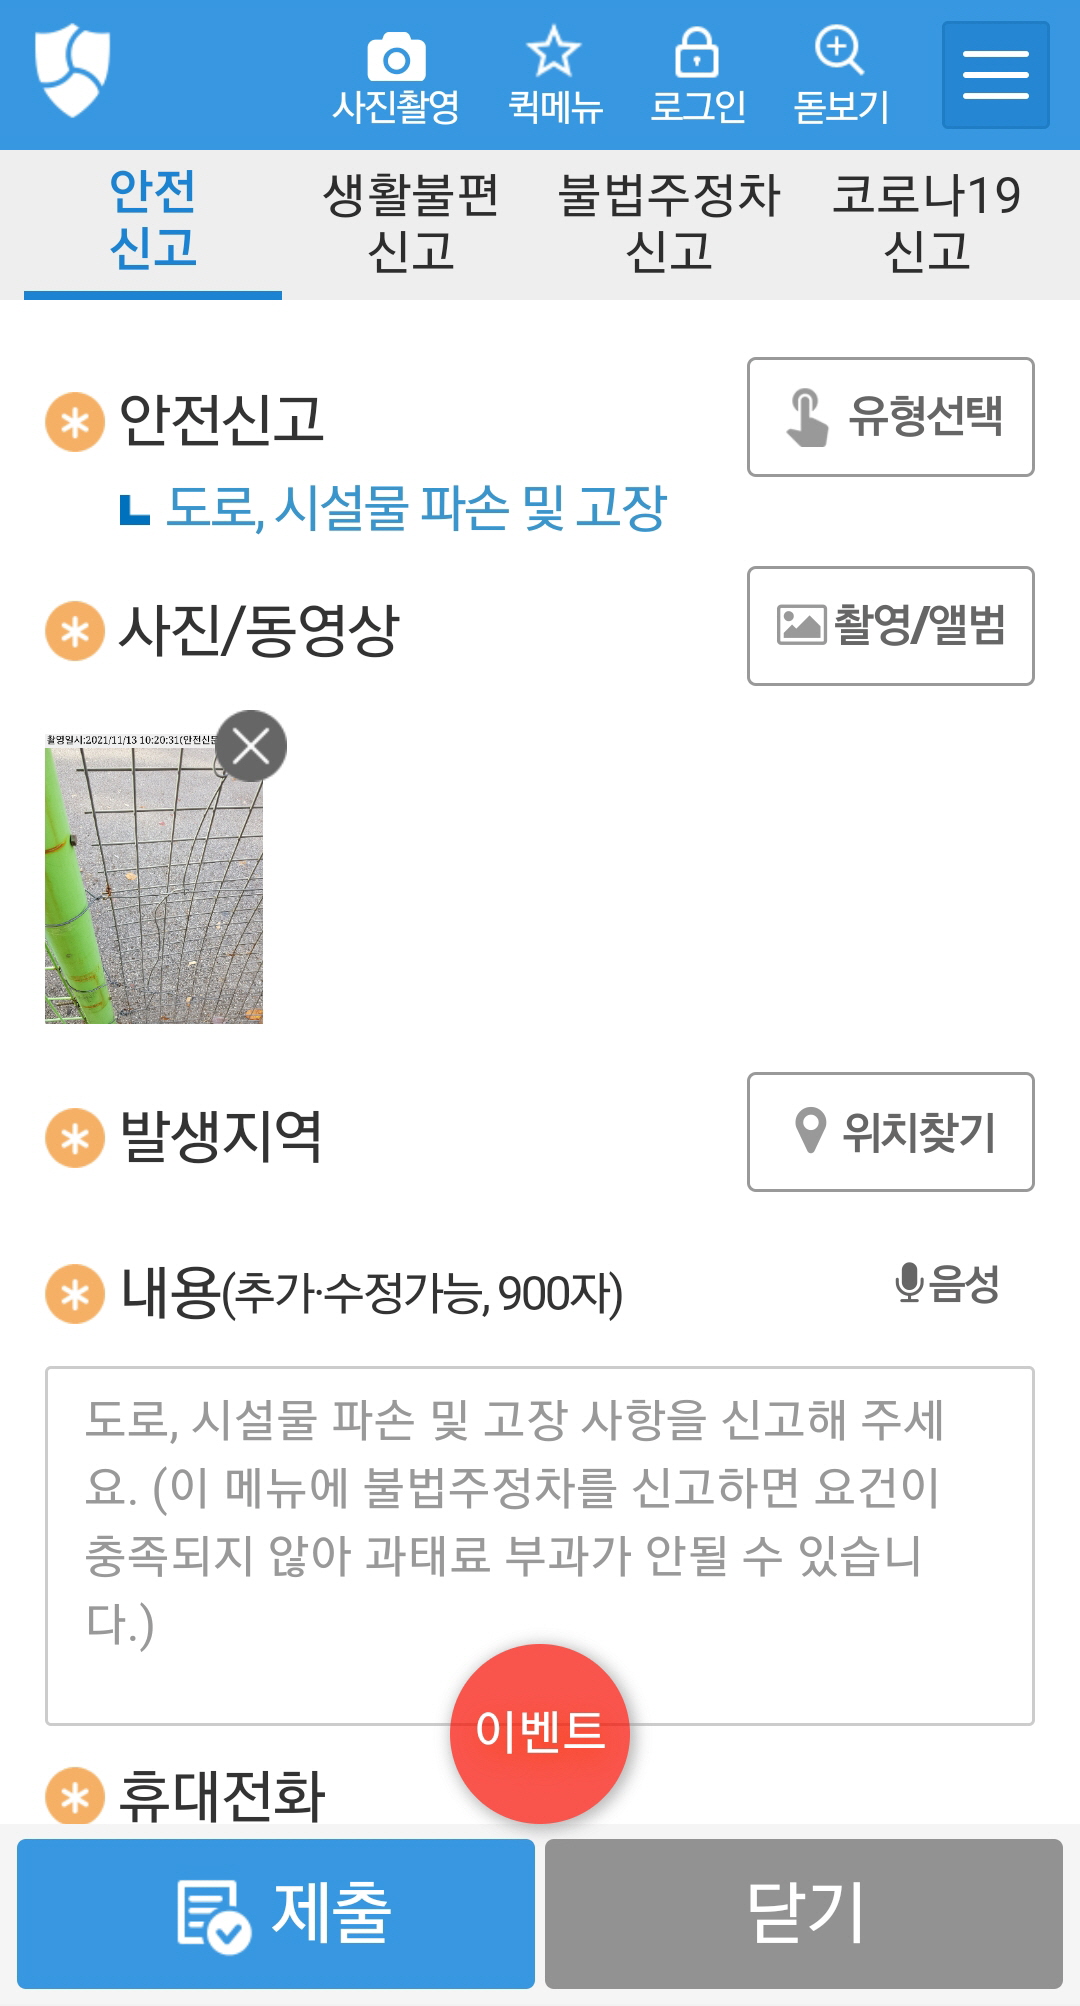 사진촬영 퀵메뉴 로그인 돋보기
안전 생활불편 불법주정차 코로나19
신고 신고 신고 신고
안전신고 유형선택
도로, 시설물 파손 및 고장
사진/동영상 촬영/앨범
촬영일시:2021/11/13 10:20:31(안전신문
발생지역 위치찾기
내용(추가·수정가능, 900자) 음성
도로, 시설물 파손 및 고장 사항을 신고해 주세
요. (이 메뉴에 불법주정차를 신고하면 요건이
충족되지 않아 과태료 부과가 안될 수 있습니
다.)
이벤트
휴대전화
제출 닫기